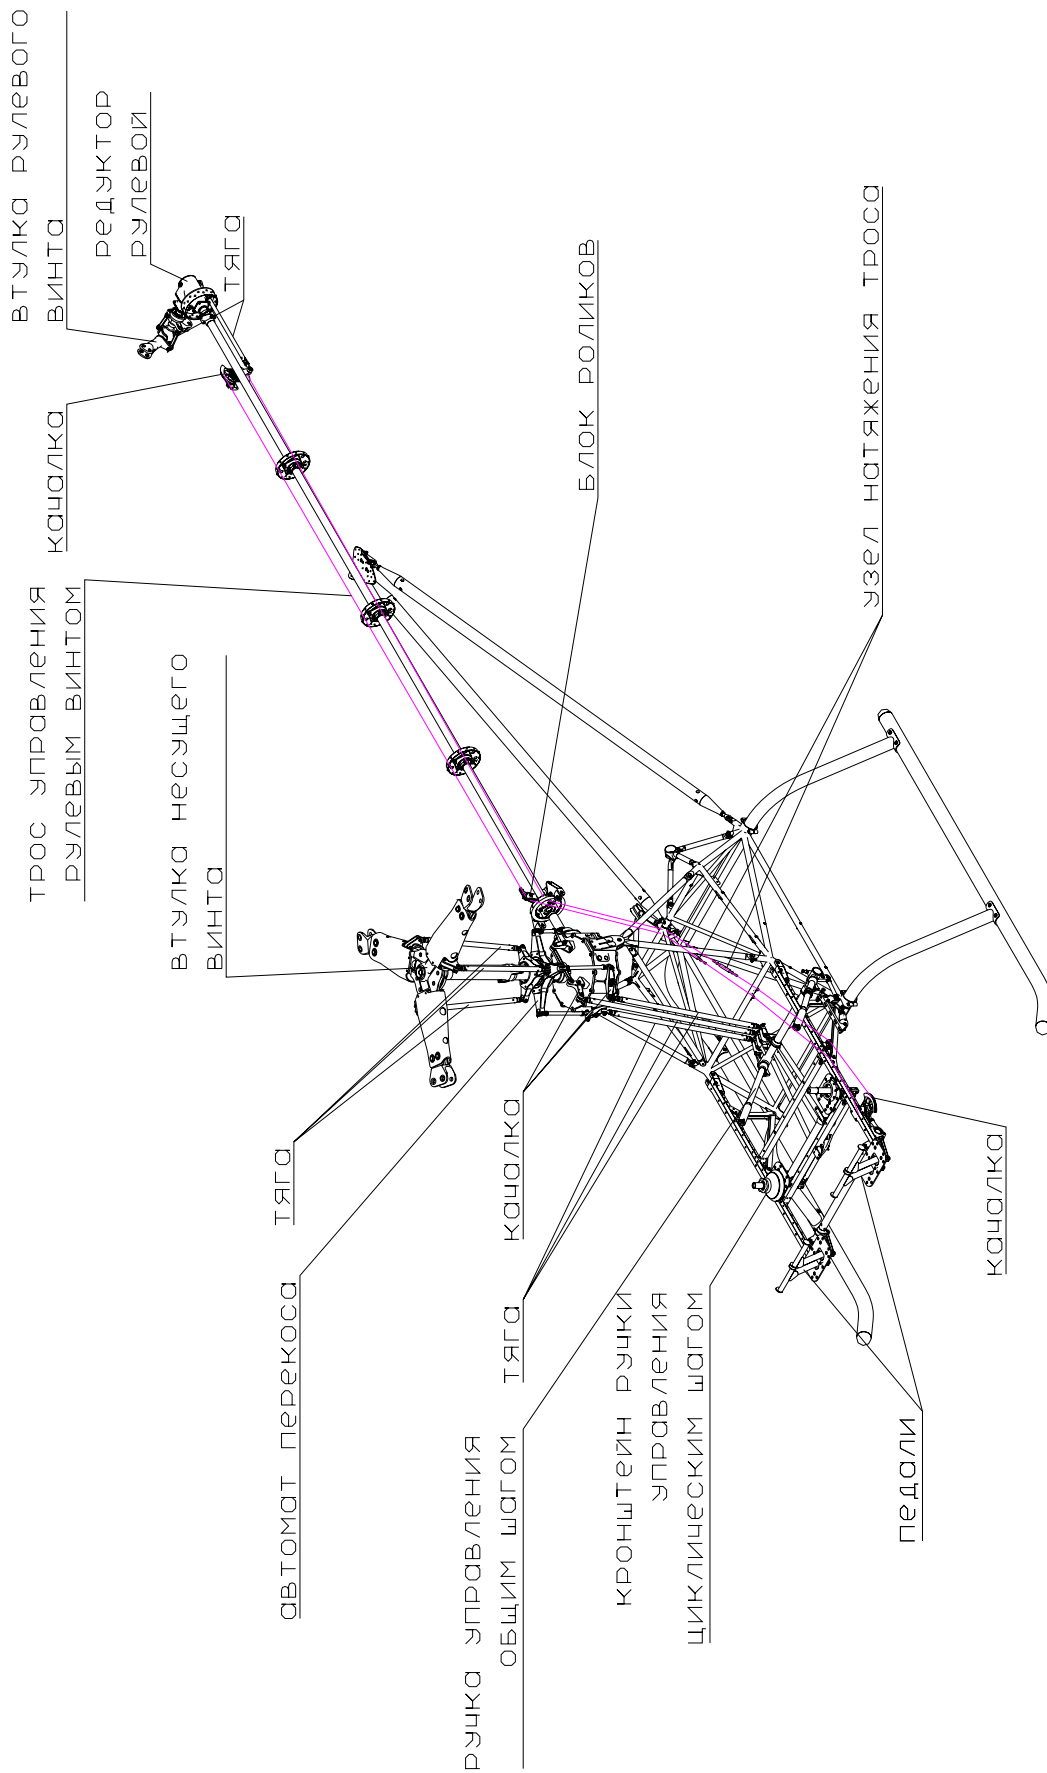 ВТУЛКА РУЛЕВОГО
ВИНТА
РЕДУКТОР
РУЛЕВОЙ
ТЯГА
КАЧАЛКА
ТРОС УПРАВЛЕНИЯ
РУЛЕВЫМ ВИНТОМ
ВТУЛКА НЕСУЩЕГО
ВИНТА
БЛОК РОЛИКОВ
УЗЕЛ НАТЯЖЕНИЯ ТРОСА
ТЯГА
АВТОМАТ ПЕРЕКОСА
КАЧАЛКА
ТЯГА
РУЧКА УПРАВЛЕНИЯ
ОБЩИМ ШАГОМ
КРОНШТЕЙН РУЧКИ
УПРАВЛЕНИЯ
ЦИКЛИЧЕСКИМ ШАГОМ
КАЧАЛКА
ПЕДАЛИ